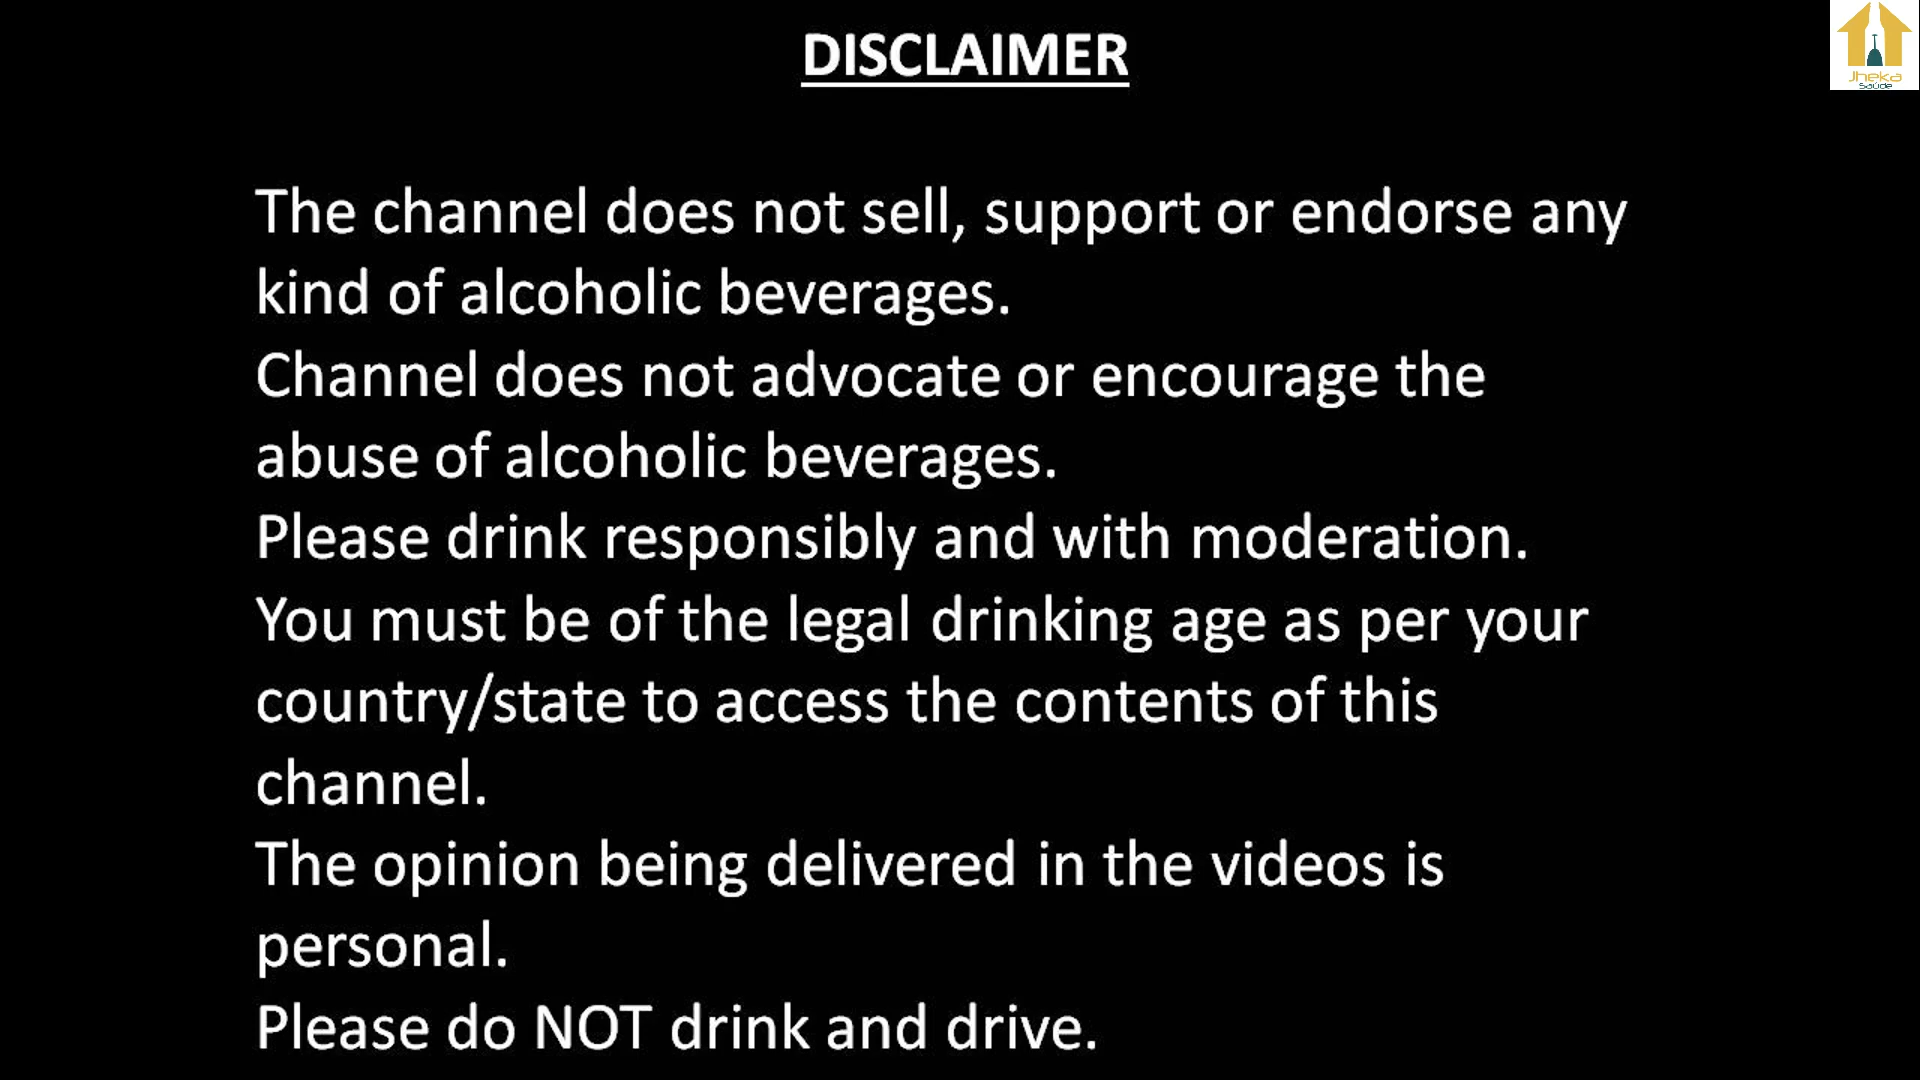 DISCLAIMER
Jheka
Saúde
The channel does not sell, support or endorse any
kind of alcoholic beverages.
Channel does not advocate or encourage the
abuse of alcoholic beverages.
Please drink responsibly and with moderation.
You must be of the legal drinking age as per your
country/state to access the contents of this
channel.
The opinion being delivered in the videos is
personal.
Please do NOT drink and drive.